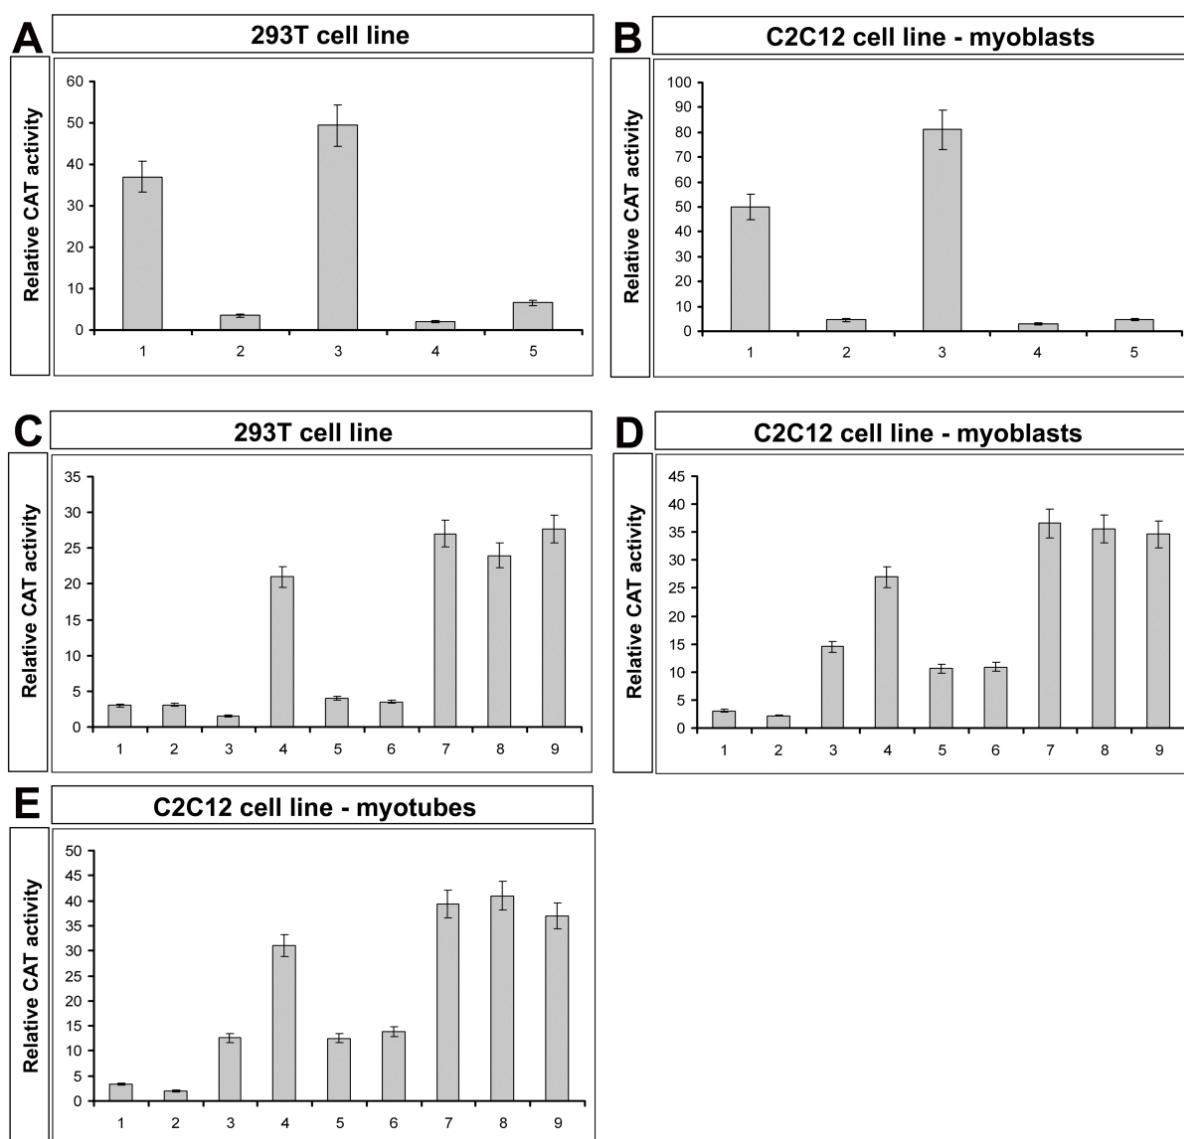 A
293T cell line
Relative CAT activity
60
50
40
30
20
10
0
1 2 3 4 5
B
C2C12 cell line - myoblasts
Relative CAT activity
100
90
80
70
60
50
40
30
20
10
0
1 2 3 4 5
C
293T cell line
Relative CAT activity
35
30
25
20
15
10
5
0
1 2 3 4 5 6 7 8 9
D
C2C12 cell line - myoblasts
Relative CAT activity
45
40
35
30
25
20
15
10
5
0
1 2 3 4 5 6 7 8 9
E
C2C12 cell line - myotubes
Relative CAT activity
50
45
40
35
30
25
20
15
10
5
0
1 2 3 4 5 6 7 8 9